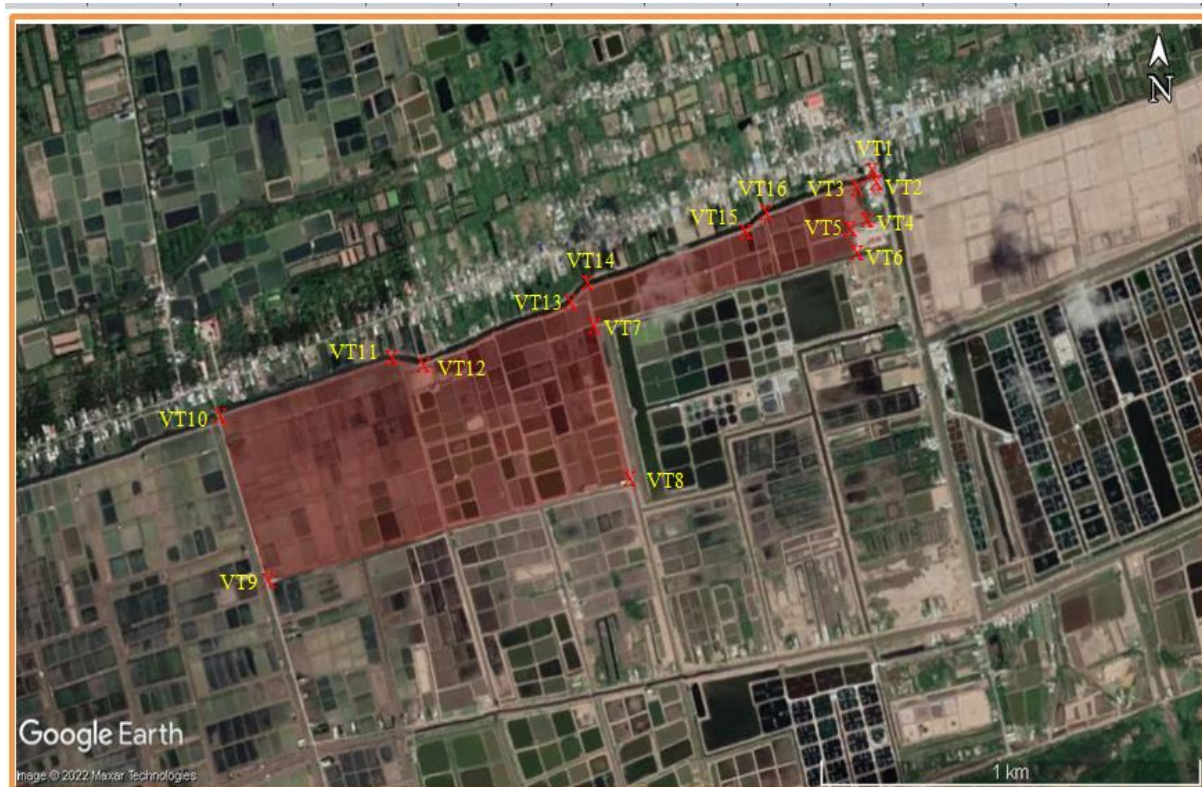 N
VT1
VT16
VT3
VT2
VT15
VT5
VT4
VT6
VT14
VT13
VT7
VT11
VT12
VT10
VT8
VT9
Google Earth
Image © 2022 Maxar Technologies
1 km